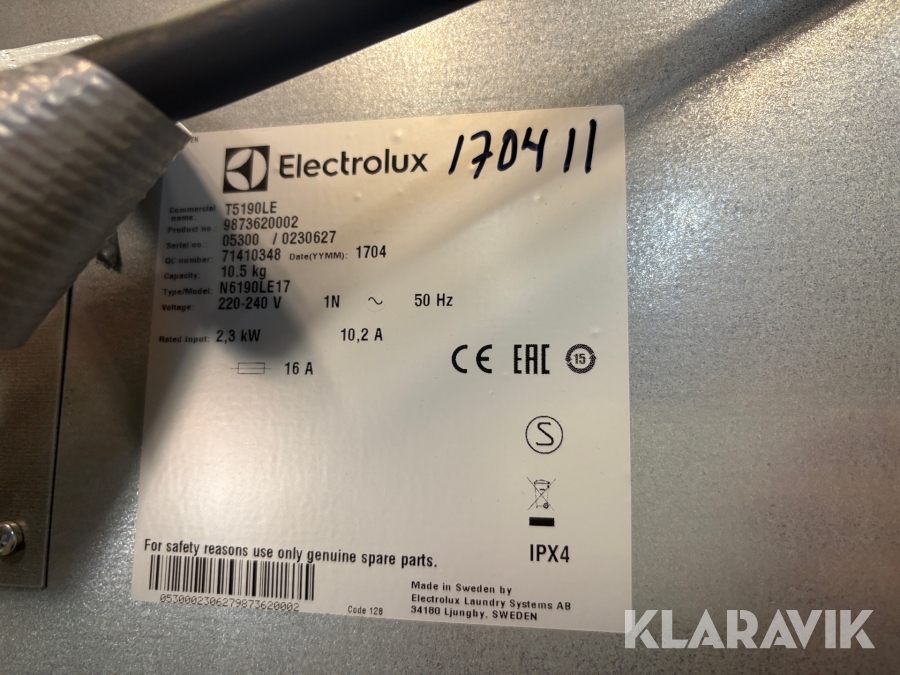 Electrolux 170411
Commercial name: T5190LE
Product no.: 9873620002
Serial no.: 05300 / 0230627
QC number: 71410348 Date(YYMM): 1704
Capacity: 10.5 kg
Type/Model: N6190LE17
Voltage: 220-240 V 1N ~ 50 Hz
Rated input: 2,3 kW 10,2 A
16 A
CE EAC 15
S
IPX4
For safety reasons use only genuine spare parts.
0530002306279873620002
Code 128
Made in Sweden by
Electrolux Laundry Systems AB
34180 Ljungby, SWEDEN
KLARAVIK